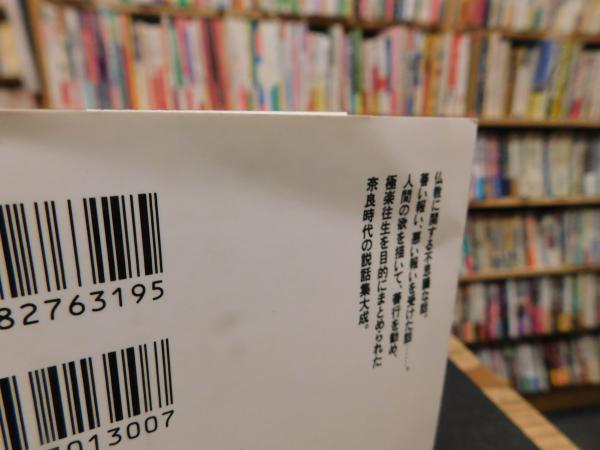 仏教に関する不思議な話。
善い報い、悪い報いを受けた話……。
人間の欲を描いて、善行を勧め、
極楽往生を目的にまとめられた
奈良時代の説話集大成。
82763195
013007